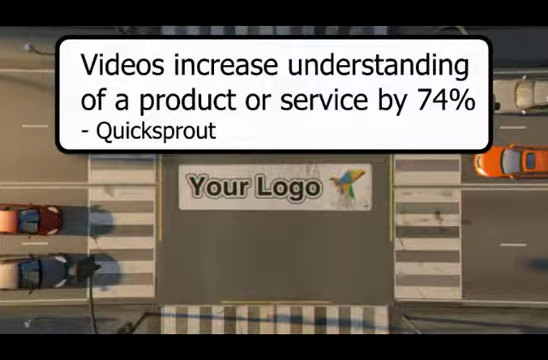 Videos increase understanding
of a product or service by 74%
- Quicksprout
Your Logo